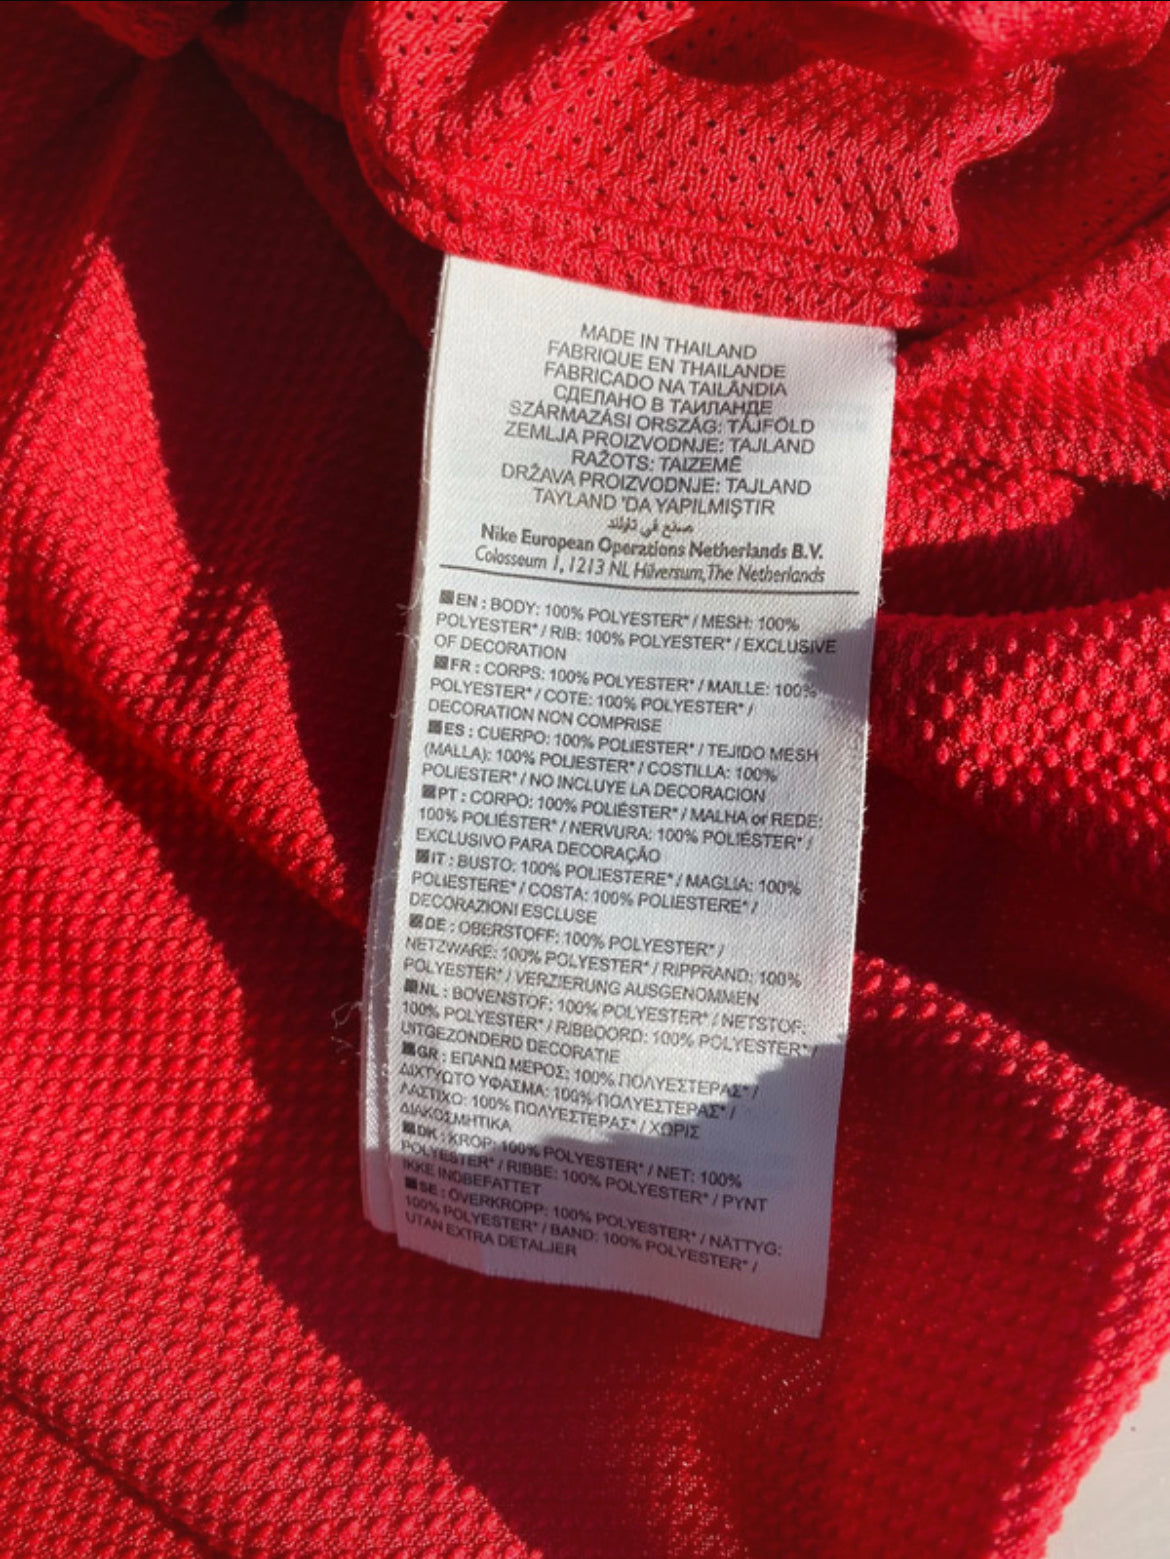 MADE IN THAILAND
FABRIQUE EN THAILANDE
FABRICADO NA TAILÂNDIA
СДЕЛАНО В ТАИЛАНДЕ
SZÁRMAZÁSI ORSZÁG: TÁJFÖLD
ZEMLJA PROIZVODNJE: TAJLAND
RAŽOTS: TAIZEMĒ
DRŽAVA PROIZVODNJE: TAJLAND
TAYLAND 'DA YAPILMIŞTIR
صنع في تايلند
Nike European Operations Netherlands B.V.
Colosseum 1, 1213 NL Hilversum, The Netherlands
EN : BODY: 100% POLYESTER* / MESH: 100%
POLYESTER* / RIB: 100% POLYESTER* / EXCLUSIVE
OF DECORATION
FR : CORPS: 100% POLYESTER* / MAILLE: 100%
POLYESTER* / COTE: 100% POLYESTER* /
DECORATION NON COMPRISE
ES : CUERPO: 100% POLIESTER* / TEJIDO MESH
(MALLA): 100% POLIESTER* / COSTILLA: 100%
POLIESTER* / NO INCLUYE LA DECORACION
PT : CORPO: 100% POLIÉSTER* / MALHA or REDE:
100% POLIÉSTER* / NERVURA: 100% POLIÉSTER* /
EXCLUSIVO PARA DECORAÇÃO
IT : BUSTO: 100% POLIESTERE* / MAGLIA: 100%
POLIESTERE* / COSTA: 100% POLIESTERE* /
DECORAZIONI ESCLUSE
DE : OBERSTOFF: 100% POLYESTER* /
NETZWARE: 100% POLYESTER* / RIPPRAND: 100%
POLYESTER* / VERZIERUNG AUSGENOMMEN
NL : BOVENSTOF: 100% POLYESTER* / NETSTOF:
100% POLYESTER* / RIBBOORD: 100% POLYESTER* /
UITGEZONDERD DECORATIE
GR : ΕΠΑΝΩ ΜΕΡΟΣ: 100% ΠΟΛΥΕΣΤΕΡΑΣ* /
ΔΙΧΤΥΩΤΟ ΥΦΑΣΜΑ: 100% ΠΟΛΥΕΣΤΕΡΑΣ* /
ΛΑΣΤΙΧΟ: 100% ΠΟΛΥΕΣΤΕΡΑΣ* / ΧΩΡΙΣ
ΔΙΑΚΟΣΜΗΤΙΚΑ
DK : KROP: 100% POLYESTER* / NET: 100%
POLYESTER* / RIBBE: 100% POLYESTER* / PYNT
IKKE INDBEFATTET
SE : ÖVERKROPP: 100% POLYESTER* / NÄTTYG:
100% POLYESTER* / BAND: 100% POLYESTER* /
UTAN EXTRA DETALJER